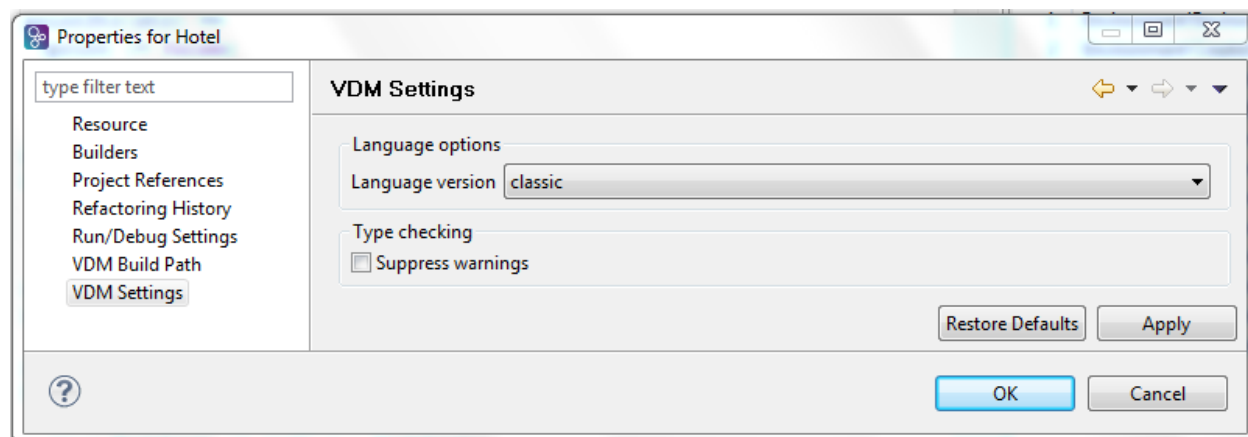 Properties for Hotel
type filter text
Resource
Builders
Project References
Refactoring History
Run/Debug Settings
VDM Build Path
VDM Settings
VDM Settings
Language options
Language version classic
Type checking
Suppress warnings
Restore Defaults Apply
? OK Cancel